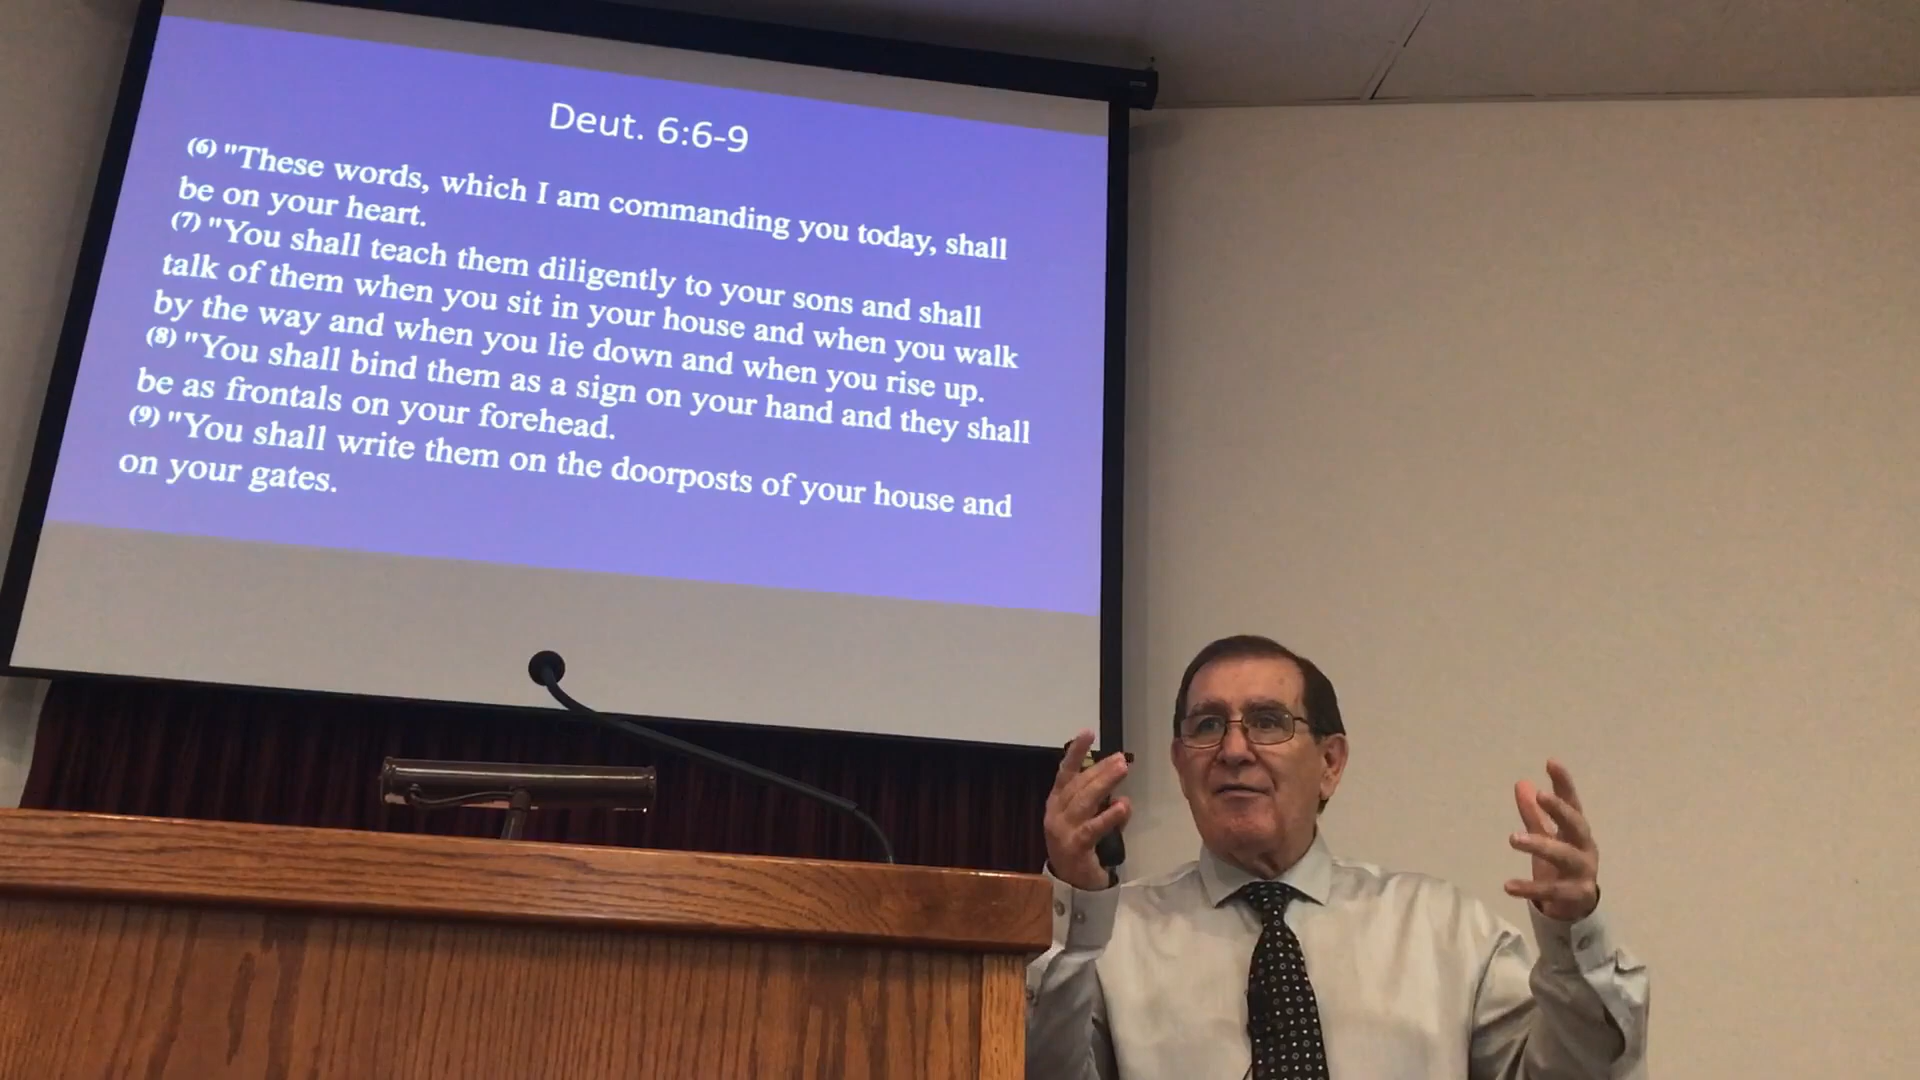 Deut. 6:6-9
(6) "These words, which I am commanding you today, shall
be on your heart.
(7) "You shall teach them diligently to your sons and shall
talk of them when you sit in your house and when you walk
by the way and when you lie down and when you rise up.
(8) "You shall bind them as a sign on your hand and they shall
be as frontals on your forehead.
(9) "You shall write them on the doorposts of your house and
on your gates.